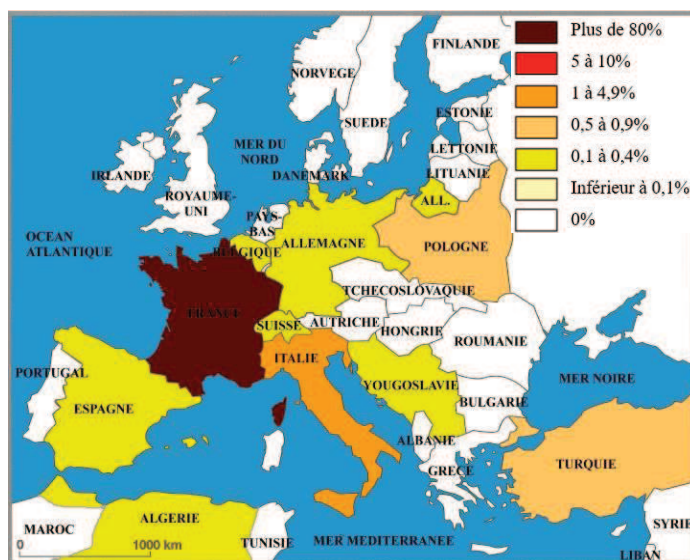 Plus de 80%
5 à 10%
1 à 4,9%
0,5 à 0,9%
0,1 à 0,4%
Inférieur à 0,1%
0%
FINLANDE
NORVEGE
SUEDE
ESTONIE
MER DU
NORD
LETTONIE
LITUANIE
DANEMARK
IRLANDE
ROYAUME-
UNI
ALL.
PAYS-
BAS
OCEAN
ATLANTIQUE
ALLEMAGNE
POLOGNE
BELGIQUE
TCHECOSLOVAQUIE
FRANCE
SUISSE
AUTRICHE
HONGRIE
ROUMANIE
ITALIE
PORTUGAL
YOUGOSLAVIE
MER NOIRE
ESPAGNE
BULGARIE
ALBANIE
GRECE
TURQUIE
MAROC
ALGERIE
TUNISIE
MER MEDITERRANEE
SYRIE
LIBAN
0
1000 km